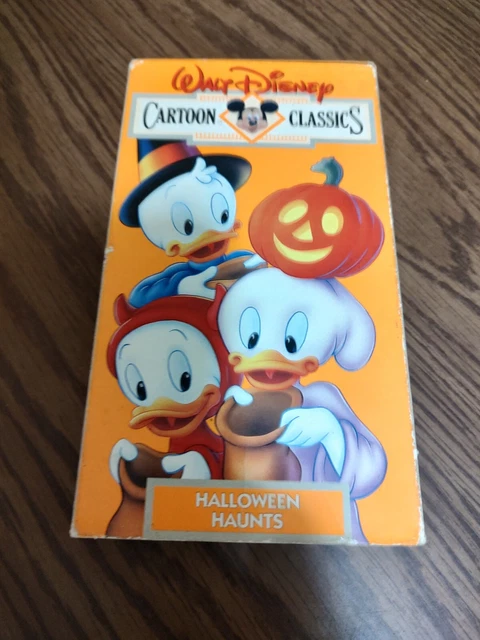 WALT DISNEY
CARTOON CLASSICS
HALLOWEEN
HAUNTS